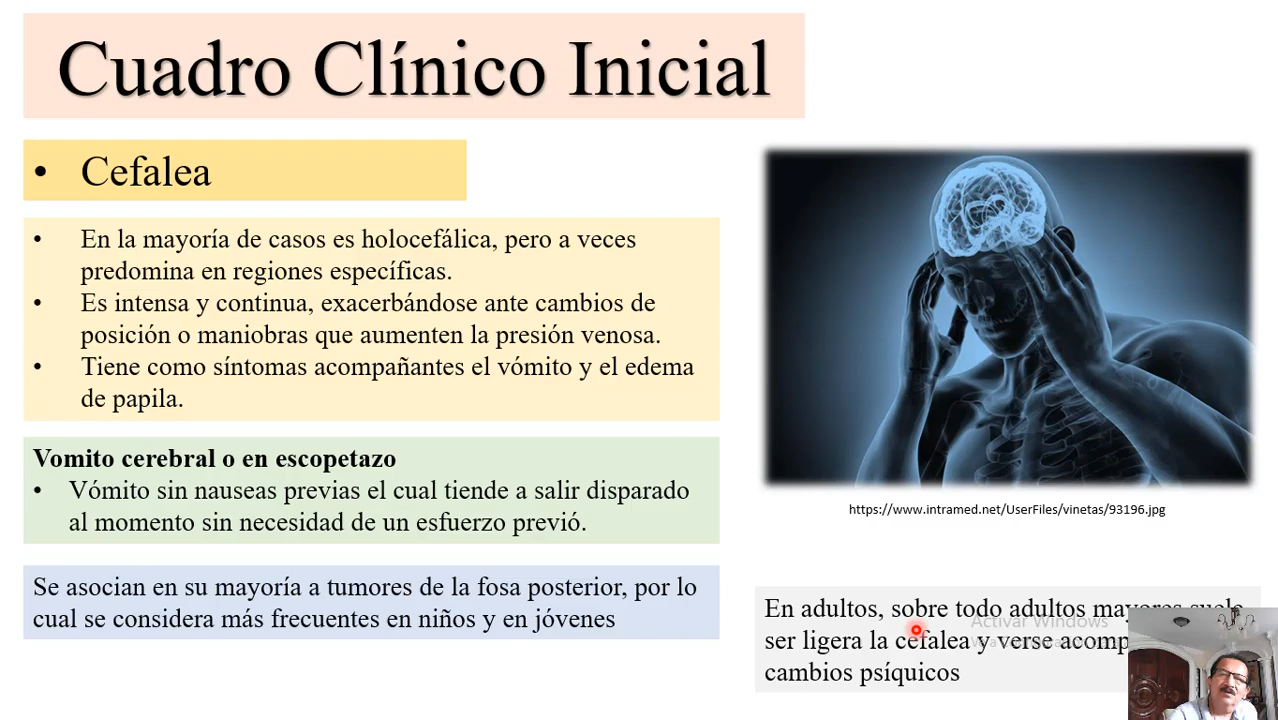 Cuadro Clínico Inicial
• Cefalea
• En la mayoría de casos es holocefálica, pero a veces
predomina en regiones específicas.
• Es intensa y continua, exacerbándose ante cambios de
posición o maniobras que aumenten la presión venosa.
• Tiene como síntomas acompañantes el vómito y el edema
de papila.
Vomito cerebral o en escopetazo
• Vómito sin nauseas previas el cual tiende a salir disparado
al momento sin necesidad de un esfuerzo previó.
Se asocian en su mayoría a tumores de la fosa posterior, por lo
cual se considera más frecuentes en niños y en jóvenes
https://www.intramed.net/UserFiles/vinetas/93196.jpg
En adultos, sobre todo adultos mayores suele
ser ligera la cefalea y verse
cambios psíquicos
Activar Windows